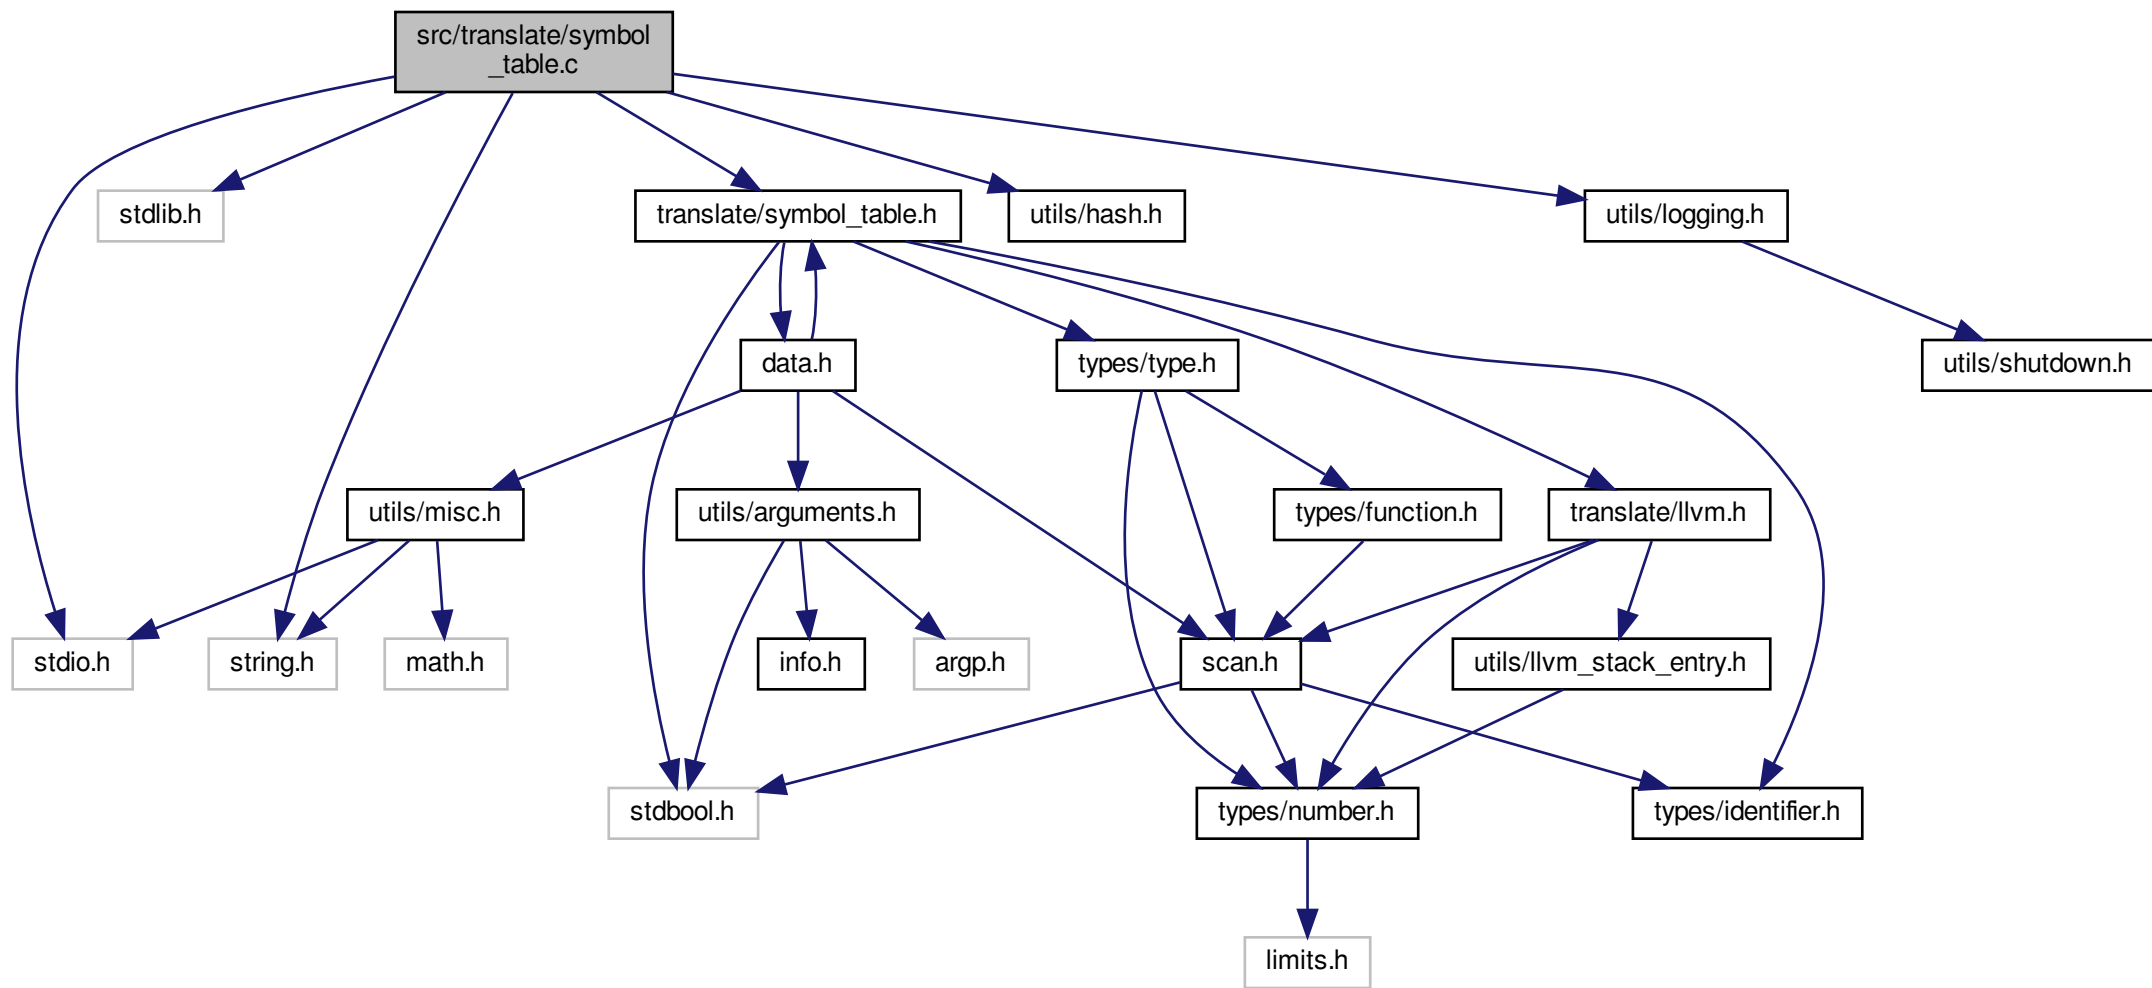 src/translate/symbol
_table.c
stdlib.h
translate/symbol_table.h
utils/hash.h
utils/logging.h
data.h
types/type.h
utils/shutdown.h
utils/misc.h
utils/arguments.h
types/function.h
translate/llvm.h
stdio.h
string.h
math.h
info.h
argp.h
scan.h
utils/llvm_stack_entry.h
stdbool.h
types/number.h
types/identifier.h
limits.h